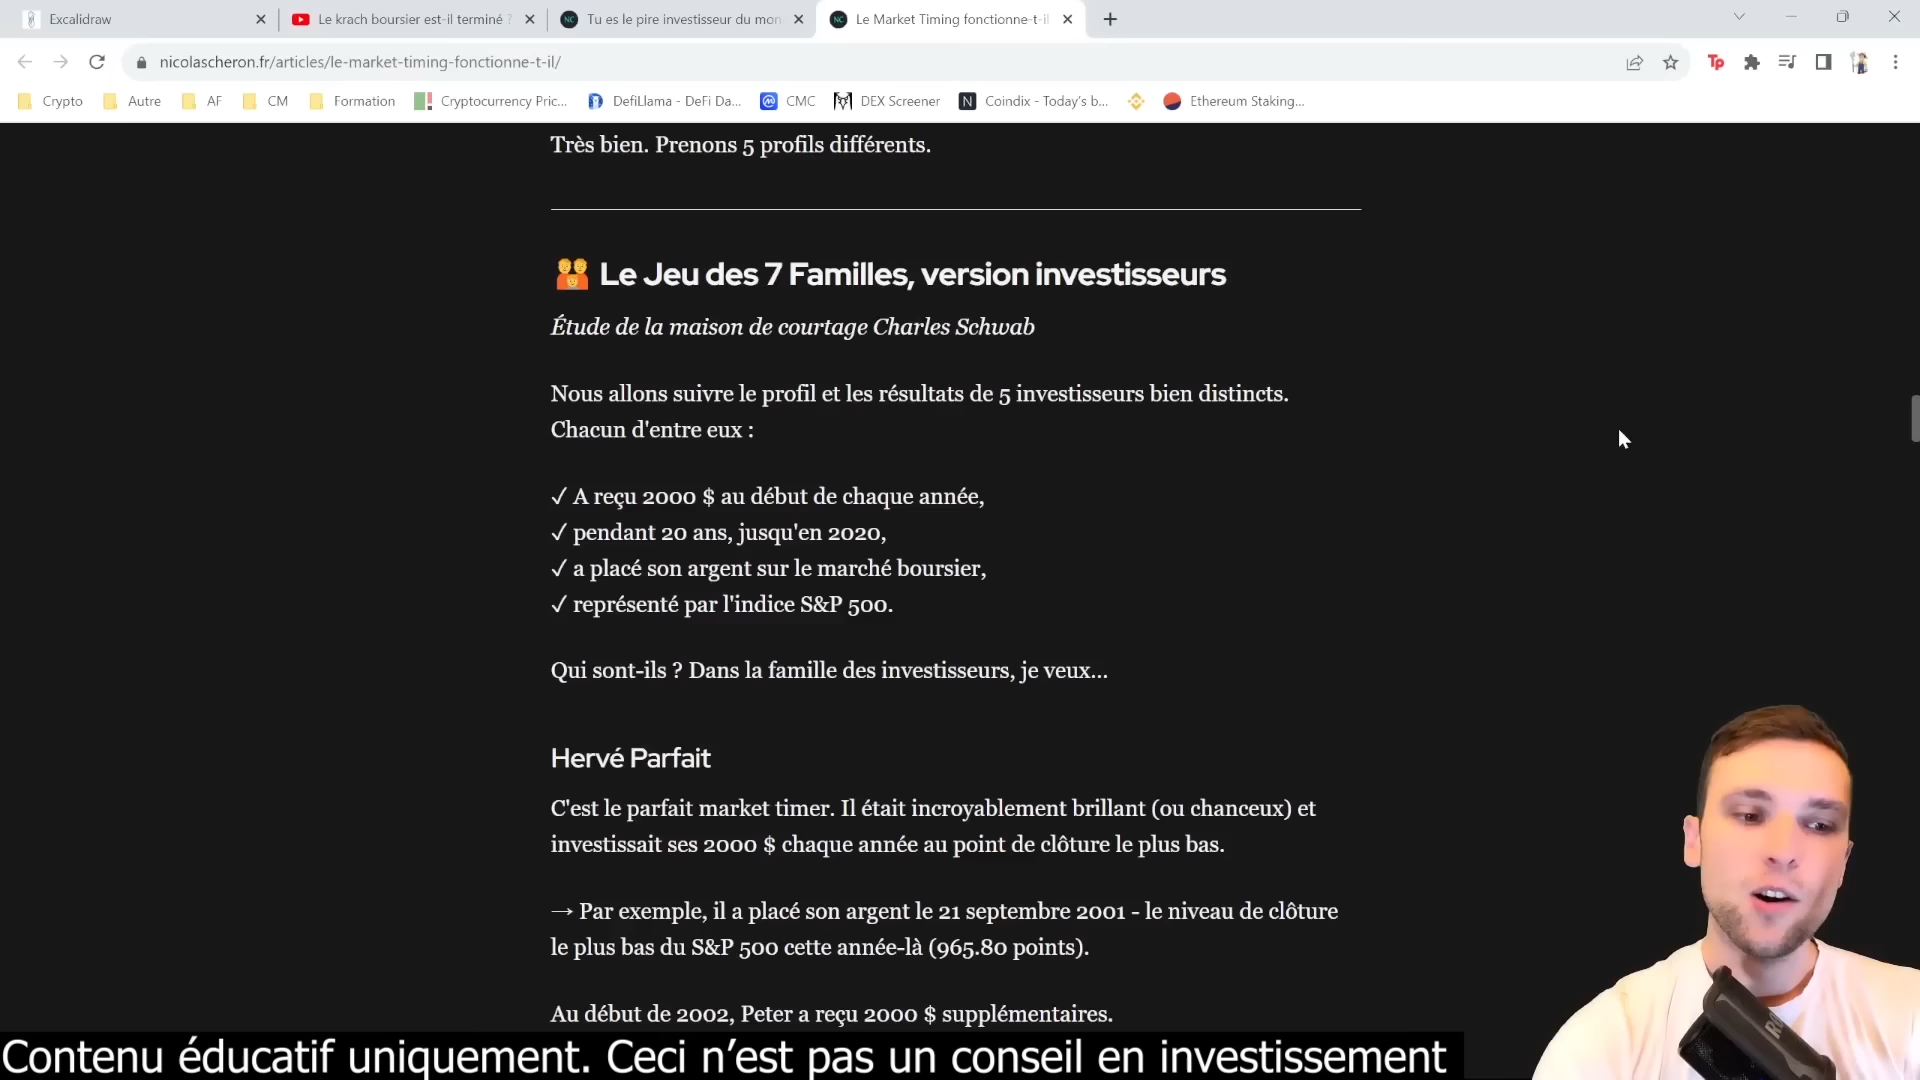 Excalidraw
Le krach boursier est-il terminé ?
Tu es le pire investisseur du mon
Le Market Timing fonctionne-t-il
nicolascheron.fr/articles/le-market-timing-fonctionne-t-il/
Crypto
Autre
AF
CM
Formation
Cryptocurrency Pric...
DefiLlama - DeFi Da...
CMC
DEX Screener
Coindix - Today's b...
Ethereum Staking...
Très bien. Prenons 5 profils différents.
Le Jeu des 7 Familles, version investisseurs
Étude de la maison de courtage Charles Schwab
Nous allons suivre le profil et les résultats de 5 investisseurs bien distincts.
Chacun d'entre eux :
✓ A reçu 2000 $ au début de chaque année,
✓ pendant 20 ans, jusqu'en 2020,
✓ a placé son argent sur le marché boursier,
✓ représenté par l'indice S&P 500.
Qui sont-ils ? Dans la famille des investisseurs, je veux...
Hervé Parfait
C'est le parfait market timer. Il était incroyablement brillant (ou chanceux) et
investissait ses 2000 $ chaque année au point de clôture le plus bas.
→ Par exemple, il a placé son argent le 21 septembre 2001 - le niveau de clôture
le plus bas du S&P 500 cette année-là (965.80 points).
Au début de 2002, Peter a reçu 2000 $ supplémentaires.
Contenu éducatif uniquement. Ceci n'est pas un conseil en investissement